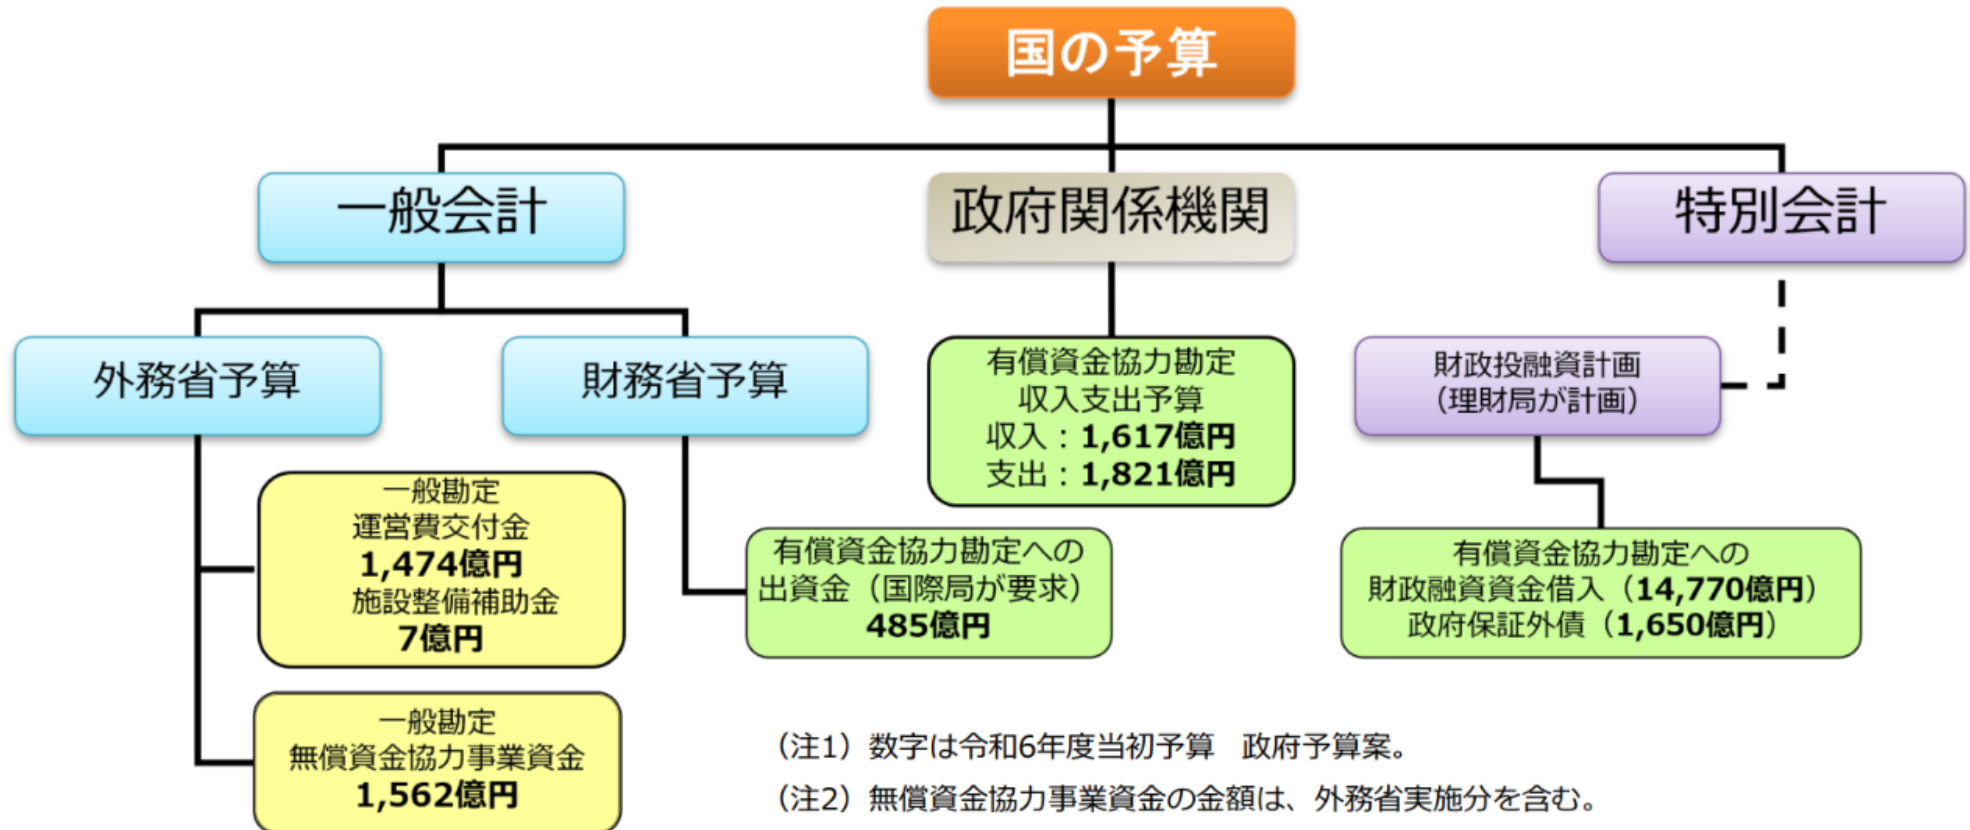 国の予算
一般会計
政府関係機関
特別会計
外務省予算
財務省予算
有償資金協力勘定
収入支出予算
収入：1,617億円
支出：1,821億円
財政投融資計画
（理財局が計画）
一般勘定
運営費交付金
1,474億円
施設整備補助金
7億円
有償資金協力勘定への
出資金（国際局が要求）
485億円
有償資金協力勘定への
財政融資資金借入（14,770億円）
政府保証外債（1,650億円）
一般勘定
無償資金協力事業資金
1,562億円
（注1）数字は令和6年度当初予算　政府予算案。
（注2）無償資金協力事業資金の金額は、外務省実施分を含む。